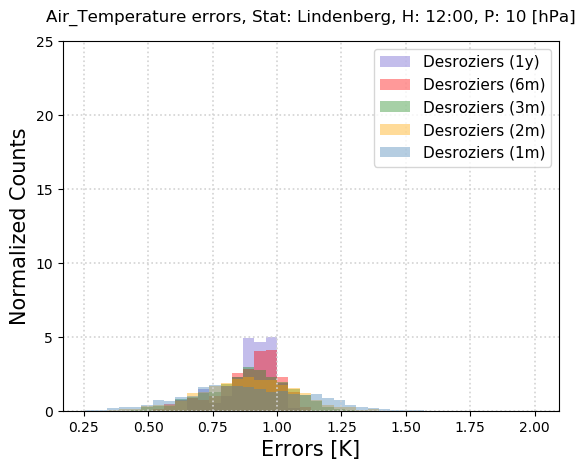 Air_Temperature errors, Stat: Lindenberg, H: 12:00, P: 10 [hPa]
Desroziers (1y)
Desroziers (6m)
Desroziers (3m)
Desroziers (2m)
Desroziers (1m)
Normalized Counts
25
20
15
10
5
0
0.25 0.50 0.75 1.00 1.25 1.50 1.75 2.00
Errors [K]